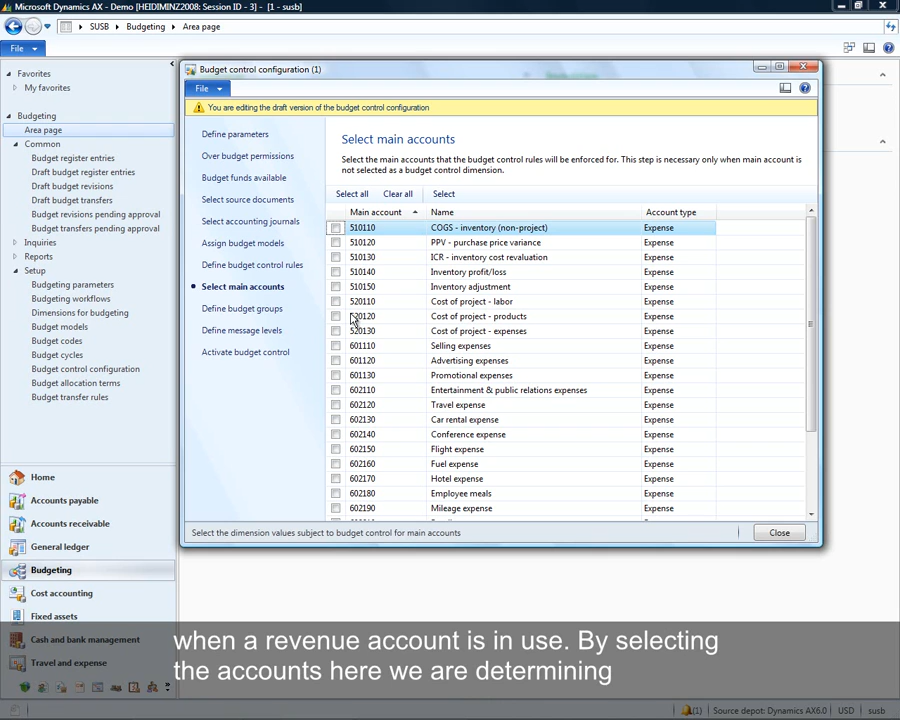 Microsoft Dynamics AX - Demo [HEIDIMINZ2008: Session ID - 3] - [1 - susb]
SUSB ▸ Budgeting ▸ Area page
File
Favorites
My favorites
Budgeting
Area page
Common
Budget register entries
Draft budget register entries
Draft budget revisions
Draft budget transfers
Budget revisions pending approval
Budget transfers pending approval
Inquiries
Reports
Setup
Budgeting parameters
Budgeting workflows
Dimensions for budgeting
Budget models
Budget codes
Budget cycles
Budget control configuration
Budget allocation terms
Budget transfer rules
Home
Accounts payable
Accounts receivable
General ledger
Budgeting
Cost accounting
Fixed assets
Cash and bank management
Travel and expense
Budget control configuration (1)
File
You are editing the draft version of the budget control configuration
Define parameters
Over budget permissions
Budget funds available
Select source documents
Select accounting journals
Assign budget models
Define budget control rules
Select main accounts
Define budget groups
Define message levels
Activate budget control
Select main accounts
Select the main accounts that the budget control rules will be enforced for. This step is necessary only when main account is
not selected as a budget control dimension.
Select all Clear all Select
Main account Name Account type
510110 COGS - inventory (non-project) Expense
510120 PPV - purchase price variance Expense
510130 ICR - inventory cost revaluation Expense
510140 Inventory profit/loss Expense
510150 Inventory adjustment Expense
520110 Cost of project - labor Expense
520120 Cost of project - products Expense
520130 Cost of project - expenses Expense
601110 Selling expenses Expense
601120 Advertising expenses Expense
601130 Promotional expenses Expense
602110 Entertainment & public relations expenses Expense
602120 Travel expense Expense
602130 Car rental expense Expense
602140 Conference expense Expense
602150 Flight expense Expense
602160 Fuel expense Expense
602170 Hotel expense Expense
602180 Employee meals Expense
602190 Mileage expense Expense
Select the dimension values subject to budget control for main accounts
Close
when a revenue account is in use. By selecting
the accounts here we are determining
(1) Source depot: DynamicsAX6.0 USD susb